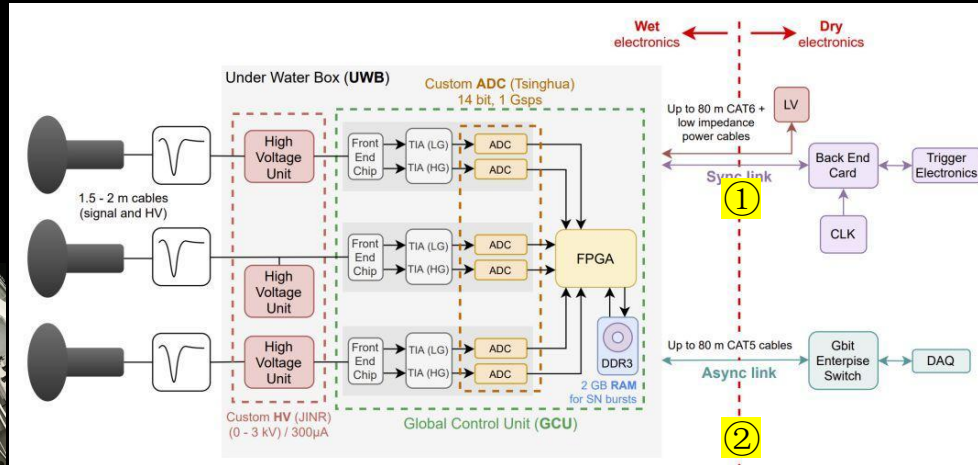 Wet
electronics
Dry
electronics
Under Water Box (UWB)
Custom ADC (Tsinghua)
14 bit, 1 Gsps
Up to 80 m CAT6 +
low impedance
power cables
LV
High
Voltage
Unit
Front
End
Chip
TIA (LG)
TIA (HG)
ADC
ADC
Sync link
①
Back End
Card
Trigger
Electronics
1.5 - 2 m cables
(signal and HV)
CLK
High
Voltage
Unit
Front
End
Chip
TIA (LG)
TIA (HG)
ADC
ADC
FPGA
High
Voltage
Unit
Front
End
Chip
TIA (LG)
TIA (HG)
ADC
ADC
DDR3
2 GB RAM
for SN bursts
Up to 80 m CAT5 cables
Async link
Gbit
Enterpise
Switch
DAQ
Custom HV (JINR)
(0 - 3 kV) / 300µA
Global Control Unit (GCU)
②